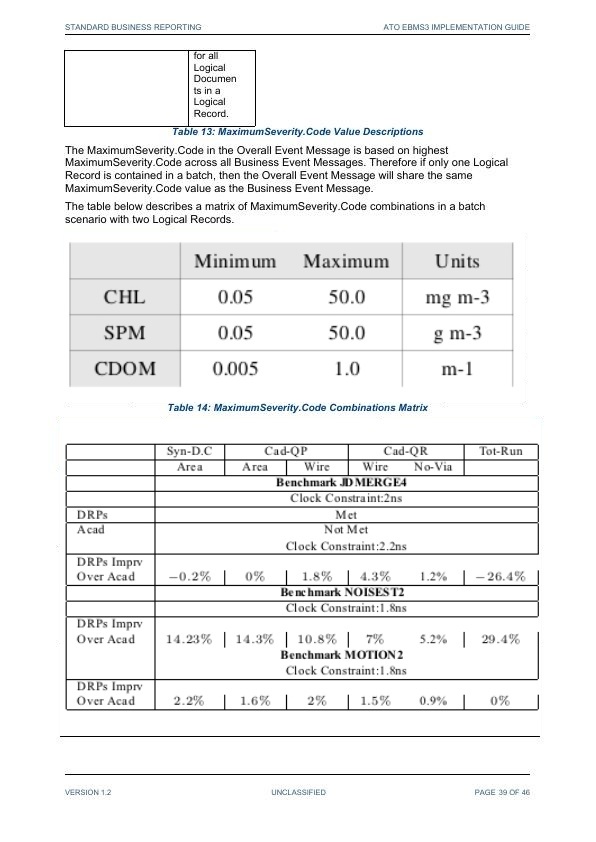 STANDARD BUSINESS REPORTING ATO EBMS3 IMPLEMENTATION GUIDE
for all
Logical
Documen
ts in a
Logical
Record.
Table 13: MaximumSeverity.Code Value Descriptions
The MaximumSeverity.Code in the Overall Event Message is based on highest
MaximumSeverity.Code across all Business Event Messages. Therefore if only one Logical
Record is contained in a batch, then the Overall Event Message will share the same
MaximumSeverity.Code value as the Business Event Message.
The table below describes a matrix of MaximumSeverity.Code combinations in a batch
scenario with two Logical Records.
Minimum Maximum Units
CHL 0.05 50.0 mg m-3
SPM 0.05 50.0 g m-3
CDOM 0.005 1.0 m-1
Table 14: MaximumSeverity.Code Combinations Matrix
Syn-D.C Cad-QP Cad-QR Tot-Run
Area Area Wire Wire No-Via
Benchmark JDMERGE4
Clock Constraint:2ns
DRPs Met
Acad Not Met
Clock Constraint:2.2ns
DRPs Imprv
Over Acad −0.2% 0% 1.8% 4.3% 1.2% −26.4%
Benchmark NOISEST2
Clock Constraint:1.8ns
DRPs Imprv
Over Acad 14.23% 14.3% 10.8% 7% 5.2% 29.4%
Benchmark MOTION2
Clock Constraint:1.8ns
DRPs Imprv
Over Acad 2.2% 1.6% 2% 1.5% 0.9% 0%
VERSION 1.2 UNCLASSIFIED PAGE 39 OF 46